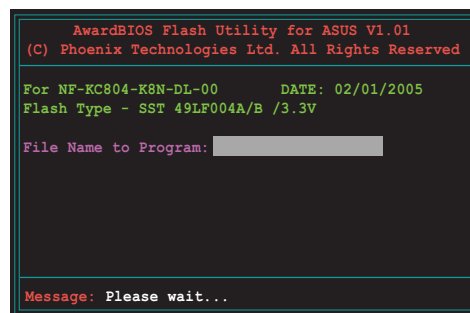 AwardBIOS Flash Utility for ASUS V1.01
(C) Phoenix Technologies Ltd. All Rights Reserved
For NF-KC804-K8N-DL-00 DATE: 02/01/2005
Flash Type - SST 49LF004A/B /3.3V
File Name to Program:
Message: Please wait...